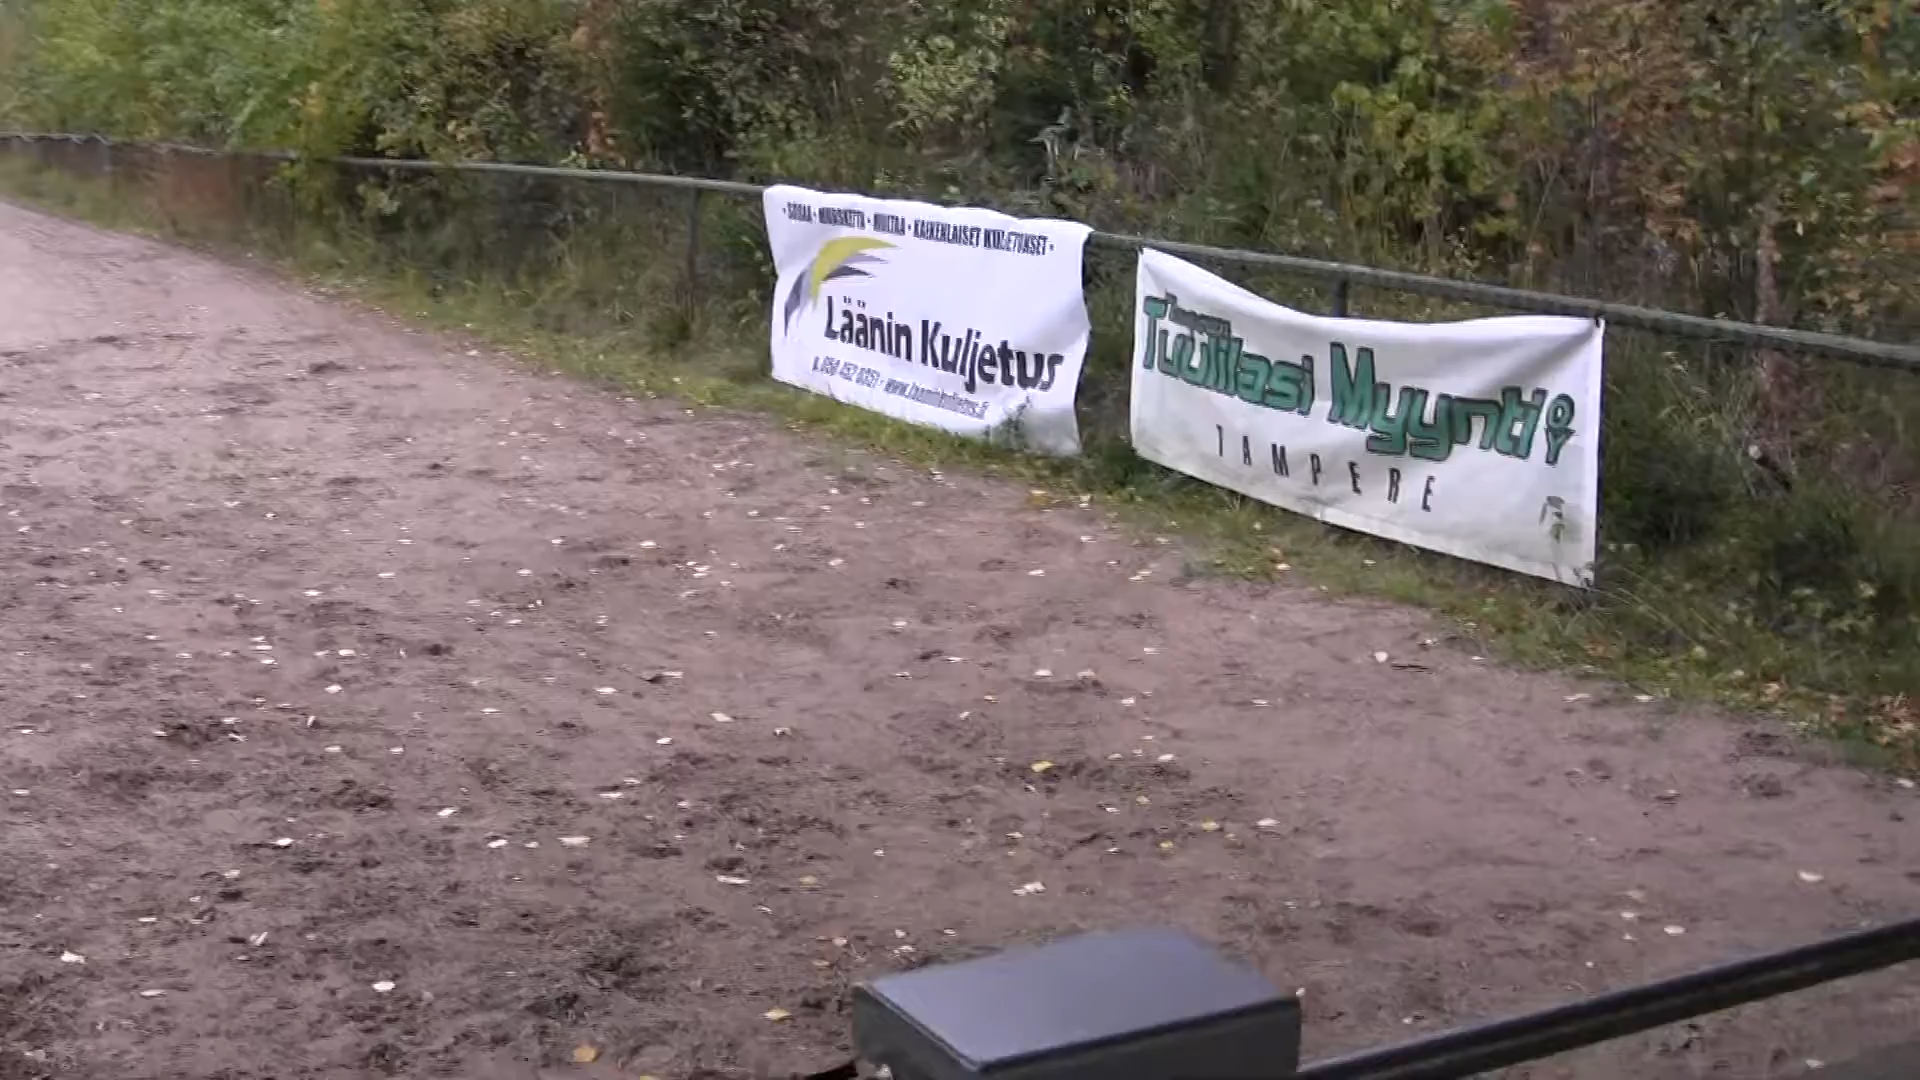 • SORAA • MURSKETTA • MULTAA • KAIKENLAISET KULJETUKSET •
Läänin Kuljetus
Tuulilasi Myynti OY
TAMPERE